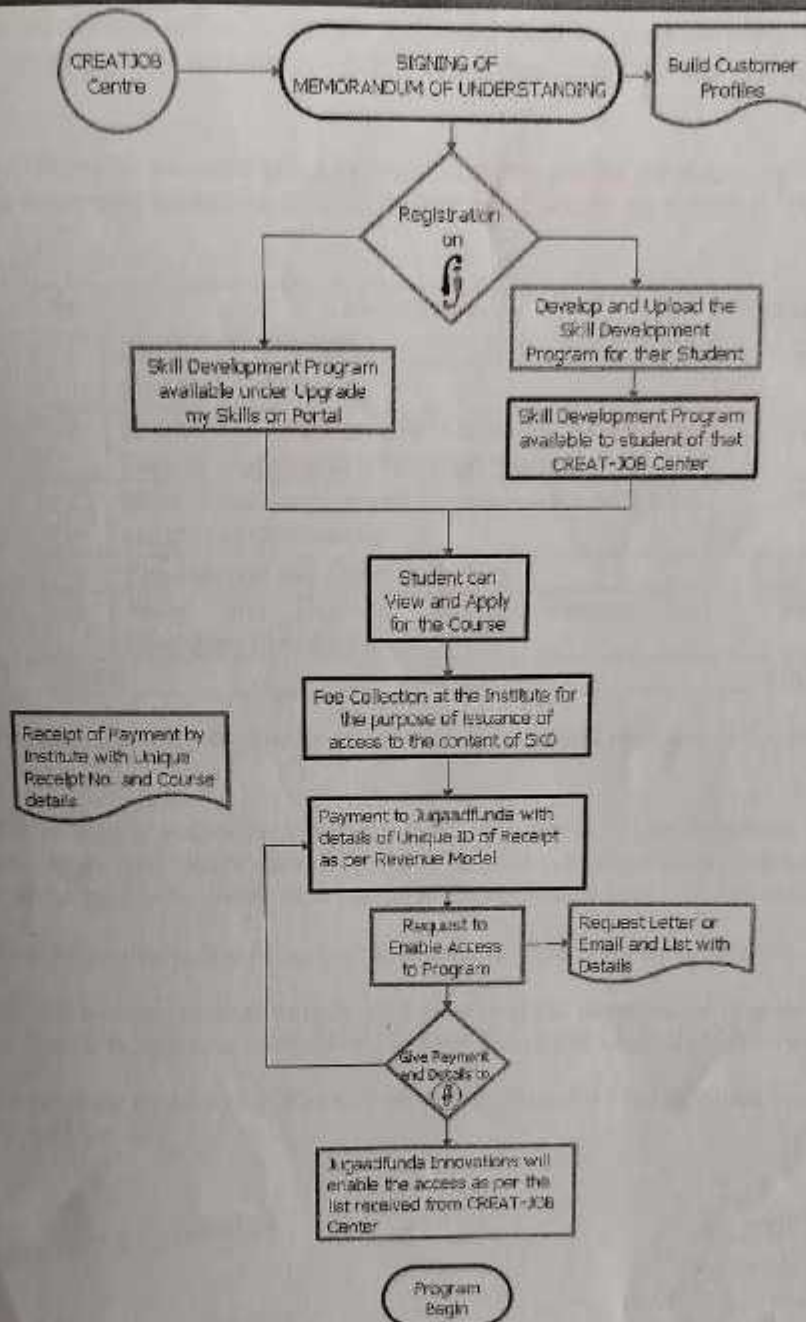 CREATJOB
Centre
SIGNING OF
MEMORANDUM OF UNDERSTANDING
Build Customer
Profiles
Registration
on
Develop and Upload the
Skill Development
Program for their Student
Skill Development Program
available under Upgrade
my Skills on Portal
Skill Development Program
available to student of that
CREAT-JOB Center
Student can
View and Apply
for the Course
Fee Collection at the Institute for
the purpose of issuance of
access to the content of
Receipt of Payment by
Institute with Unique
Receipt No. and Course
details
Payment to Jugaadfunda with
details of Unique ID of Receipt
as per Revenue Model
Request to
Enable Access
to Program
Request Letter or
Email and List with
Details
Give Payment
and Details to
Jugaadfunda Innovations will
enable the access as per the
list received from CREAT-JOB
Center
Program
Begin